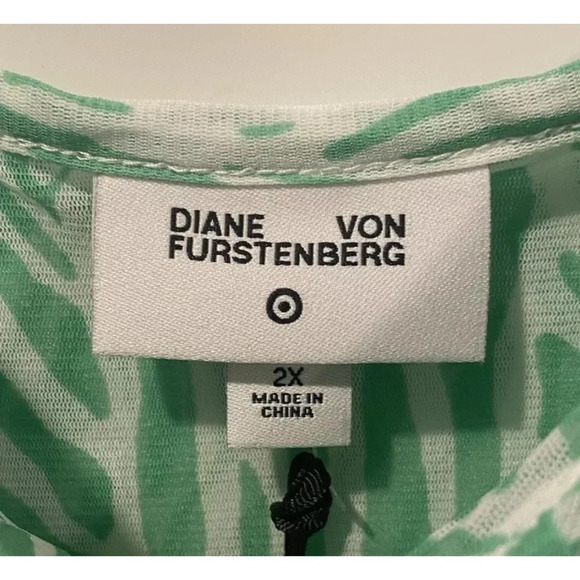 DIANE VON
FURSTENBERG
2X
MADE IN
CHINA